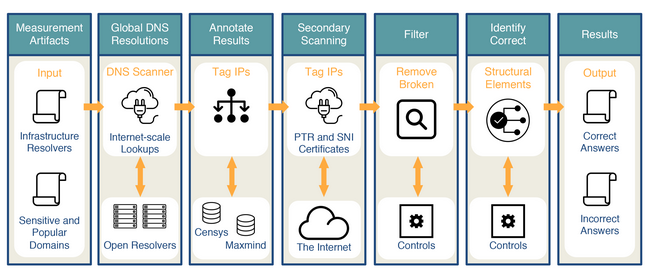 Measurement
Artifacts
Global DNS
Resolutions
Annotate
Results
Secondary
Scanning
Filter
Identify
Correct
Results
Input
Infrastructure
Resolvers
Sensitive and
Popular
Domains
DNS Scanner
Internet-scale
Lookups
Open Resolvers
Tag IPs
Censys
Maxmind
Tag IPs
PTR and SNI
Certificates
The Internet
Remove
Broken
Controls
Structural
Elements
Controls
Output
Correct
Answers
Incorrect
Answers